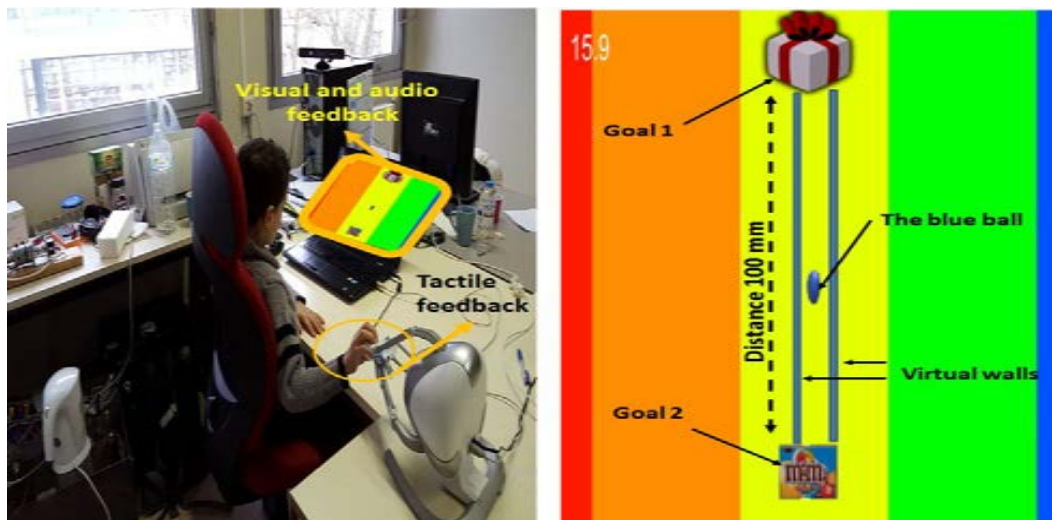 Visual and audio
feedback
Tactile
feedback
15.9
Goal 1
Distance 100 mm
The blue ball
Virtual walls
Goal 2
m&m's